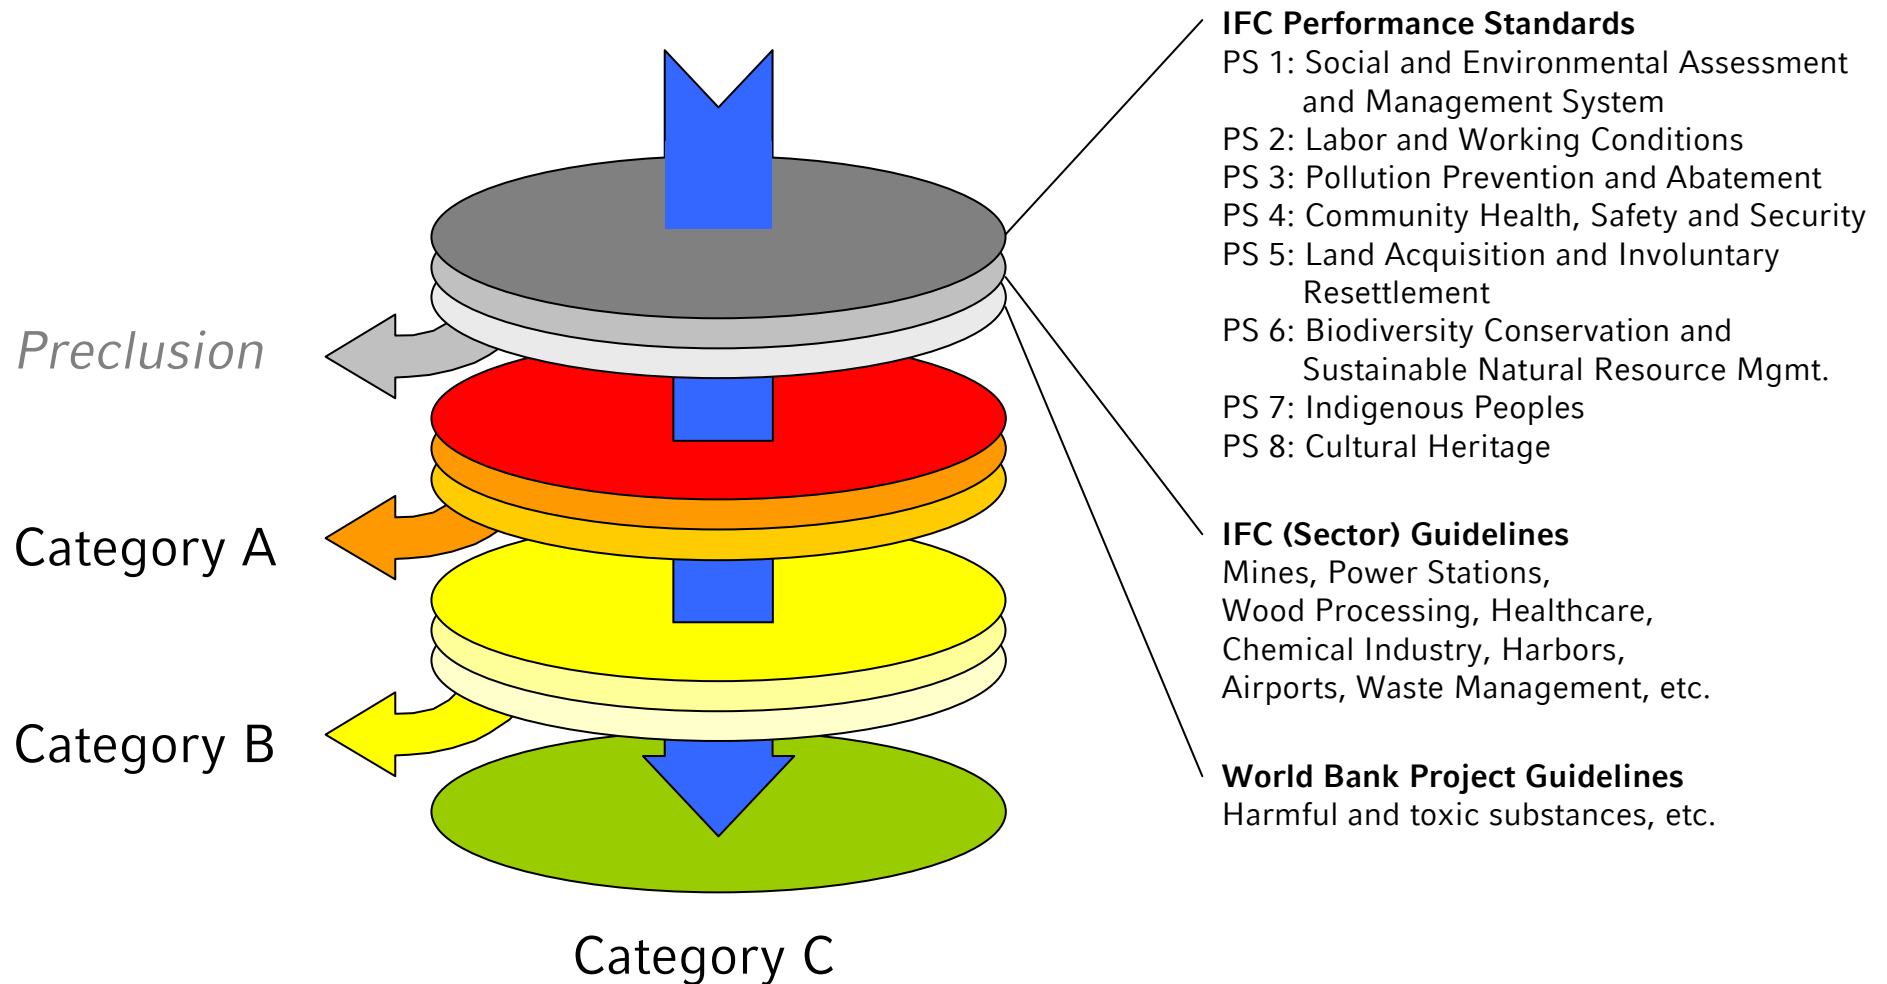 IFC Performance Standards
PS 1: Social and Environmental Assessment
and Management System
PS 2: Labor and Working Conditions
PS 3: Pollution Prevention and Abatement
PS 4: Community Health, Safety and Security
PS 5: Land Acquisition and Involuntary
Resettlement
PS 6: Biodiversity Conservation and
Sustainable Natural Resource Mgmt.
PS 7: Indigenous Peoples
PS 8: Cultural Heritage
IFC (Sector) Guidelines
Mines, Power Stations,
Wood Processing, Healthcare,
Chemical Industry, Harbors,
Airports, Waste Management, etc.
World Bank Project Guidelines
Harmful and toxic substances, etc.
Preclusion
Category A
Category B
Category C